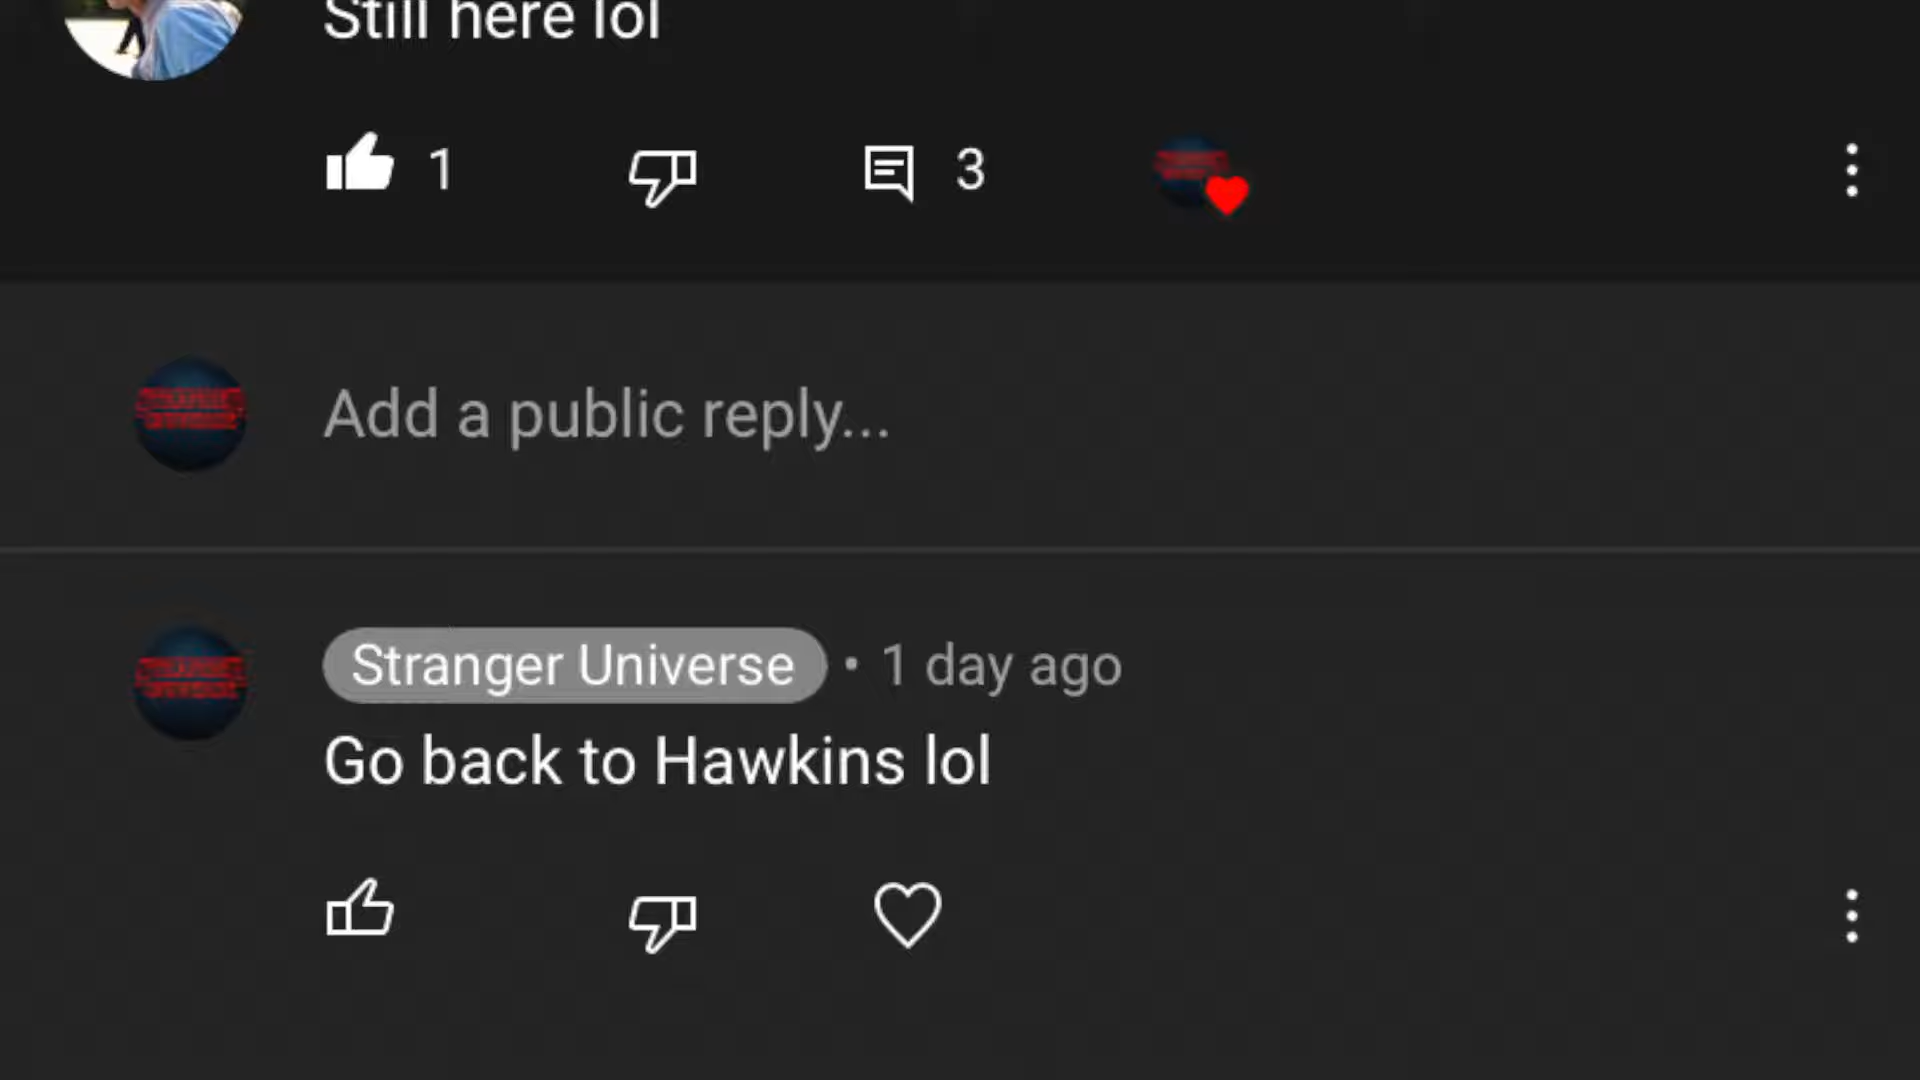 Still here lol
1
3
Add a public reply...
Stranger Universe • 1 day ago
Go back to Hawkins lol